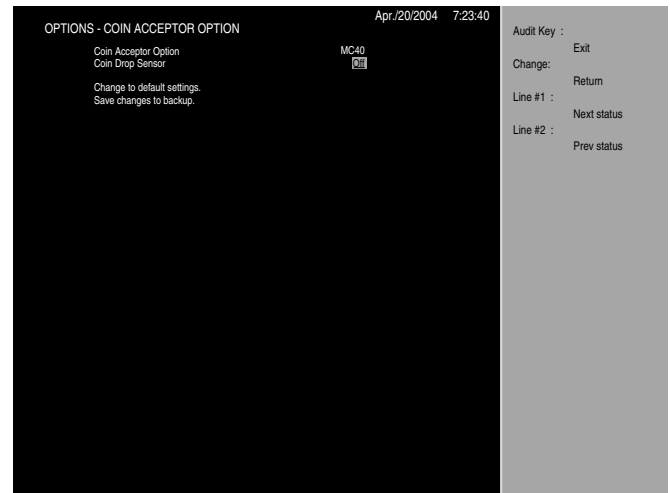 Apr./20/2004 7:23:40
OPTIONS - COIN ACCEPTOR OPTION
Coin Acceptor Option MC40
Coin Drop Sensor Off
Change to default settings.
Save changes to backup.
Audit Key :
Exit
Change:
Return
Line #1 :
Next status
Line #2 :
Prev status